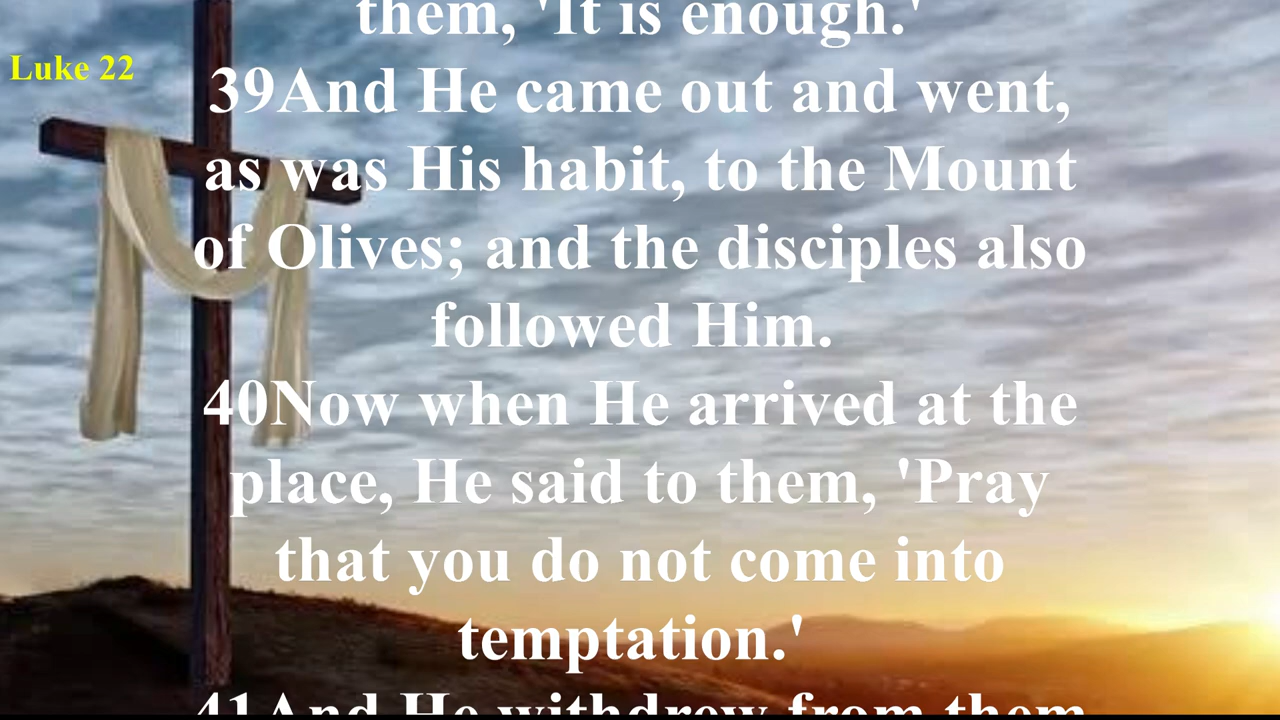 them, 'It is enough.'
Luke 22
39And He came out and went,
as was His habit, to the Mount
of Olives; and the disciples also
followed Him.
40Now when He arrived at the
place, He said to them, 'Pray
that you do not come into
temptation.'
41And He withdrew from them